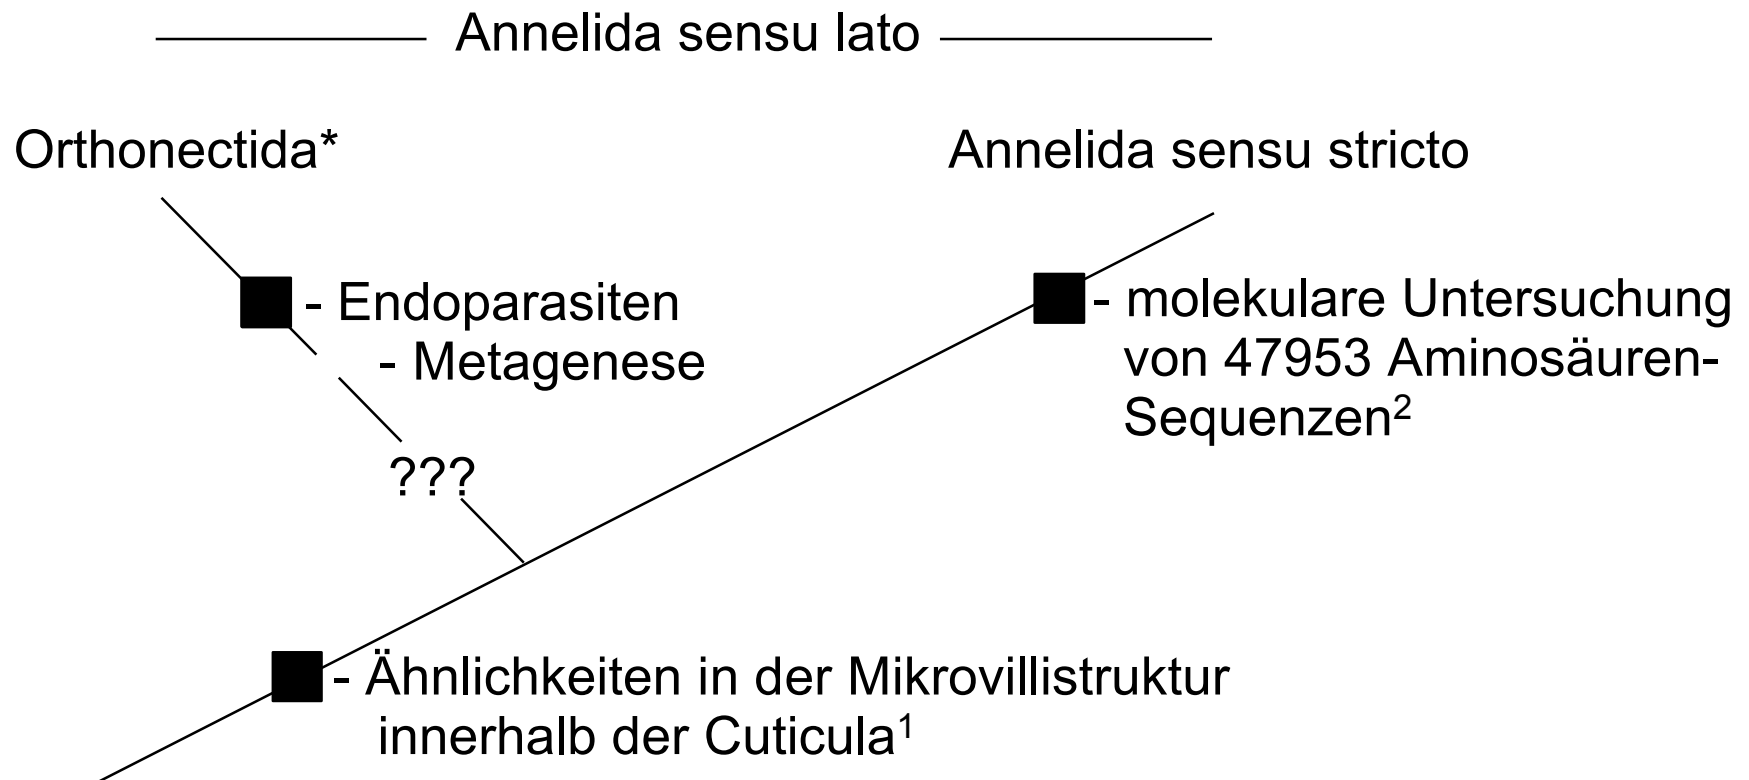 Annelida sensu lato
Orthonectida*
Annelida sensu stricto
- Endoparasiten
- Metagenese
- molekulare Untersuchung
von 47953 Aminosäuren-
Sequenzen²
???
- Ähnlichkeiten in der Mikrovillistruktur
innerhalb der Cuticula¹